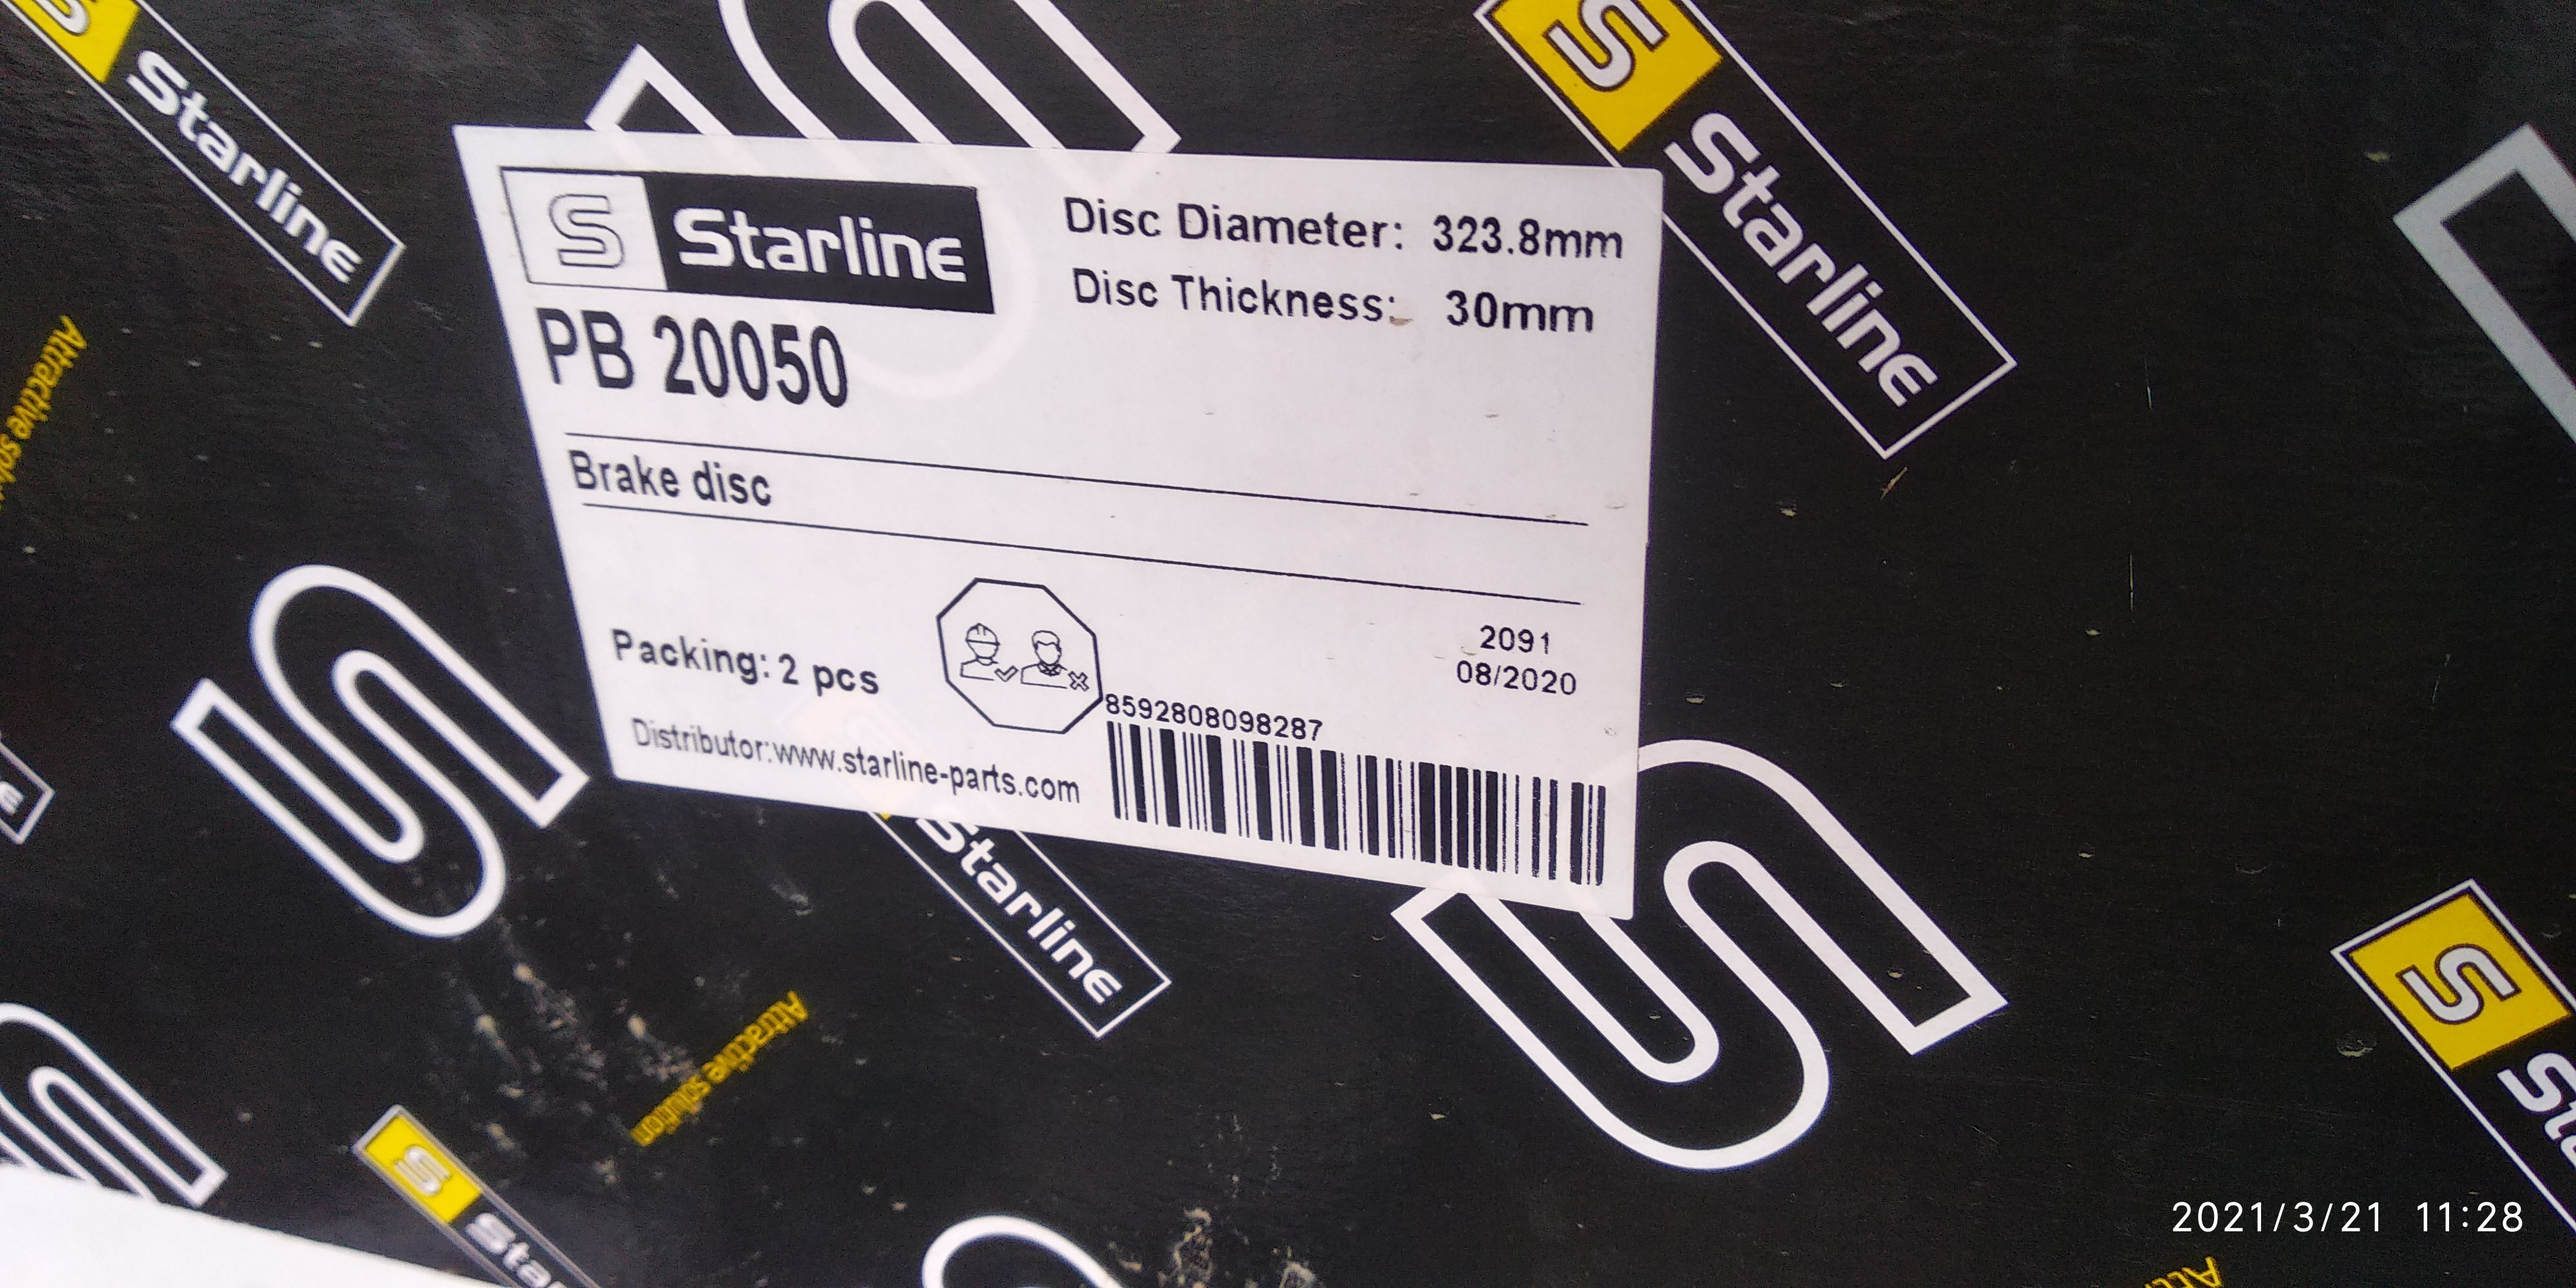 Starline
Starline
Starline
Disc Diameter: 323.8mm
Disc Thickness: 30mm
PB 20050
Brake disc
Packing: 2 pcs
2091
08/2020
8592808098287
Distributor:www.starline-parts.com
Starline
Attractive solution
Attractive
2021/3/21 11:28